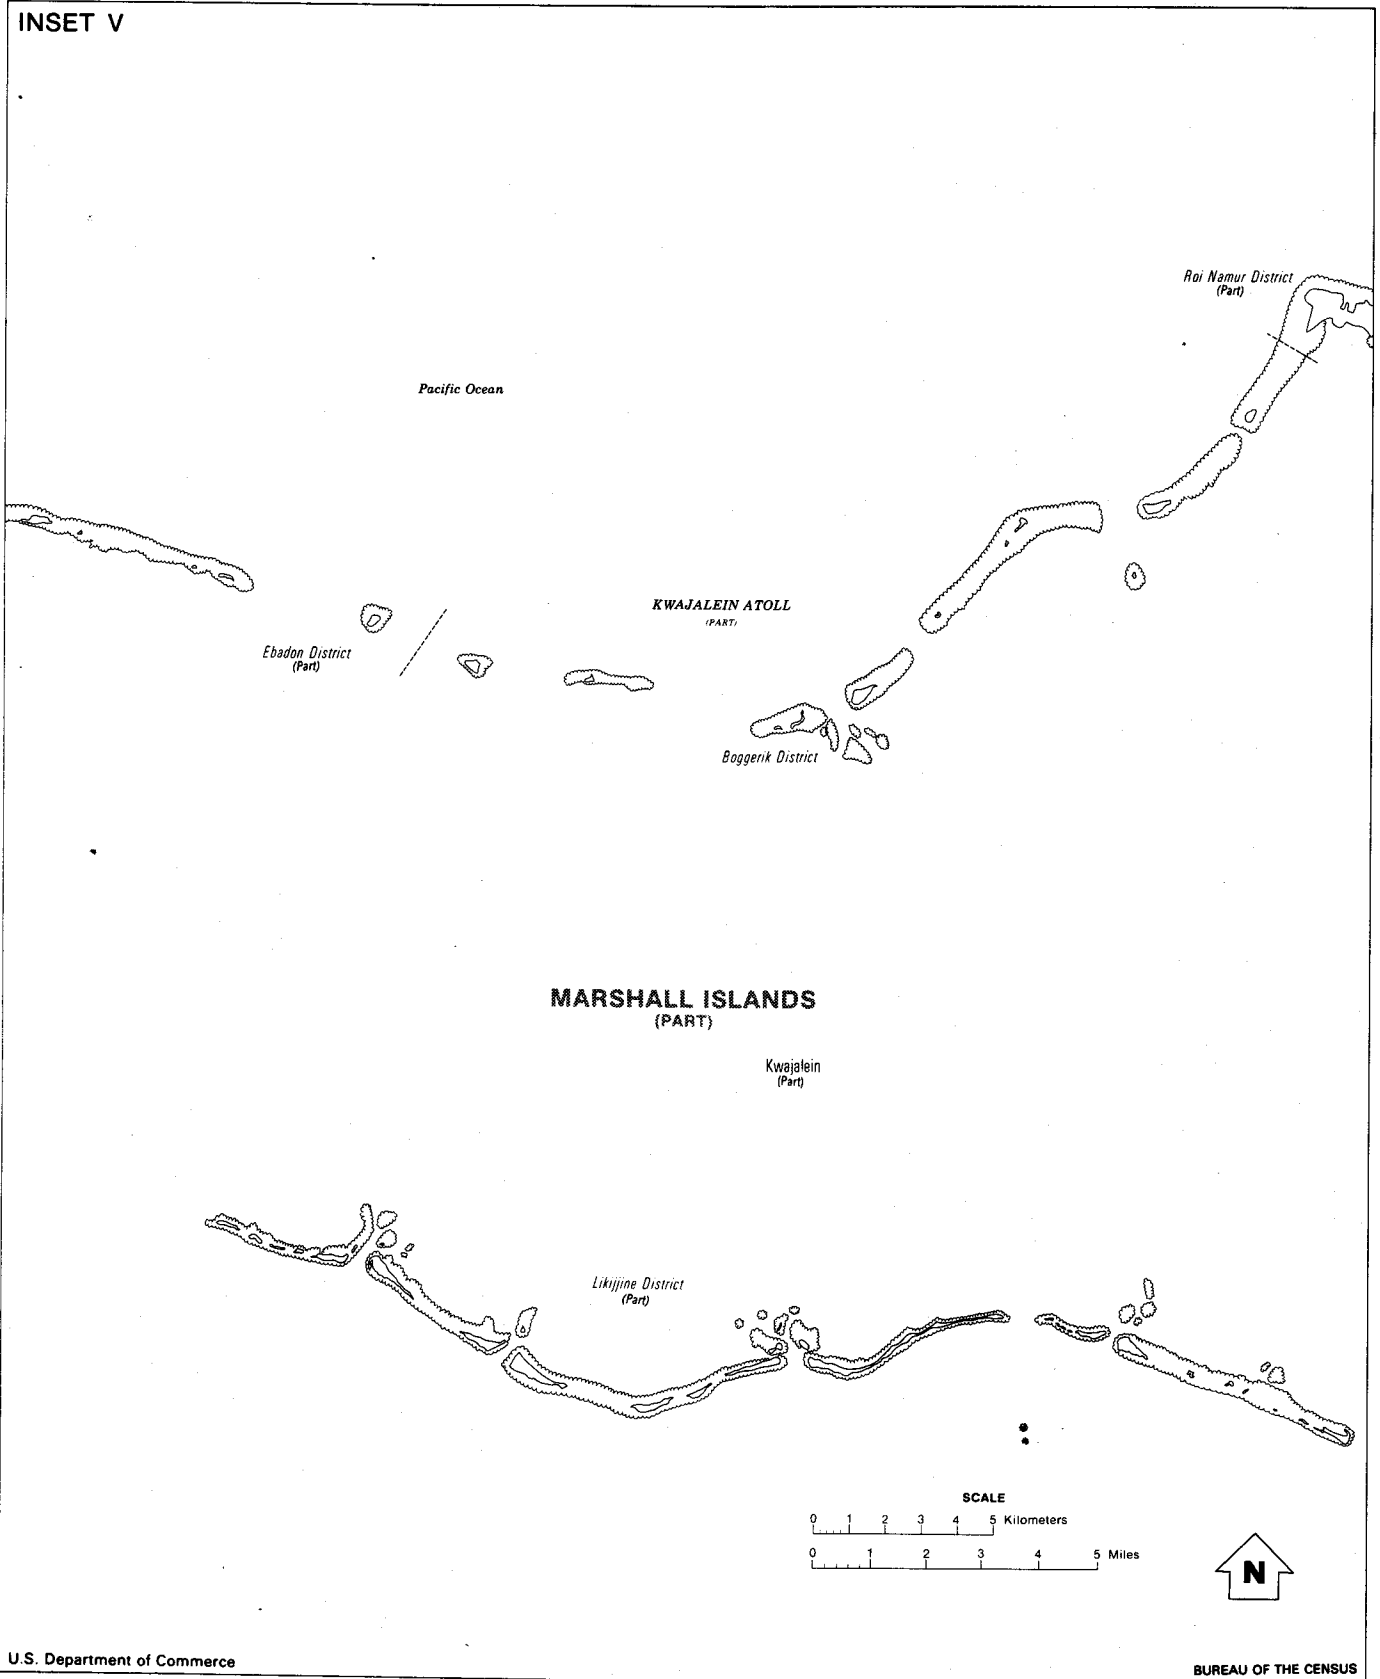 INSET V
Roi Namur District
(Part)
Pacific Ocean
KWAJALEIN ATOLL
(PART)
Ebadon District
(Part)
Boggerik District
MARSHALL ISLANDS
(PART)
Kwajalein
(Part)
Likijjine District
(Part)
SCALE
0 1 2 3 4 5 Kilometers
0 1 2 3 4 5 Miles
N
U.S. Department of Commerce
BUREAU OF THE CENSUS